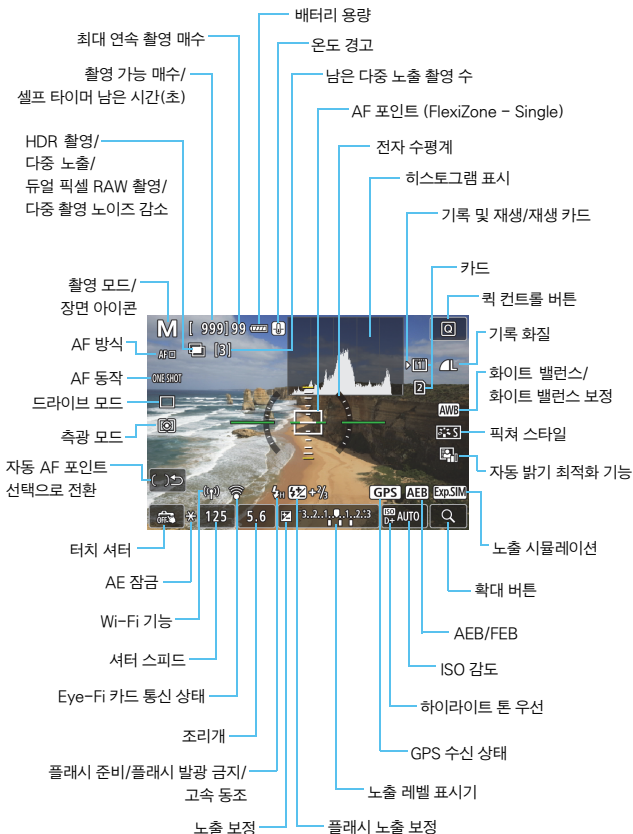 배터리 용량
최대 연속 촬영 매수
온도 경고
촬영 가능 매수/
셀프 타이머 남은 시간(초)
남은 다중 노출 촬영 수
AF 포인트 (FlexiZone - Single)
HDR 촬영/
다중 노출/
듀얼 픽셀 RAW 촬영/
다중 촬영 노이즈 감소
전자 수평계
히스토그램 표시
기록 및 재생/재생 카드
카드
촬영 모드/
장면 아이콘
퀵 컨트롤 버튼
M [ 999] 99
Q
AF 방식
AF
[3]
기록 화질
1
L
AF 동작
ONE SHOT
2
화이트 밸런스/
화이트 밸런스 보정
드라이브 모드
AWB
측광 모드
S
픽쳐 스타일
자동 AF 포인트
선택으로 전환
자동 밝기 최적화 기능
H
+2/3
GPS
AEB
Exp.SIM
OFF
125
5.6
3..2..1..0..1..2.:3
ISO
D+
AUTO
노출 시뮬레이션
터치 셔터
AE 잠금
확대 버튼
Wi-Fi 기능
AEB/FEB
셔터 스피드
ISO 감도
Eye-Fi 카드 통신 상태
하이라이트 톤 우선
조리개
GPS 수신 상태
플래시 준비/플래시 발광 금지/
고속 동조
노출 레벨 표시기
노출 보정
플래시 노출 보정